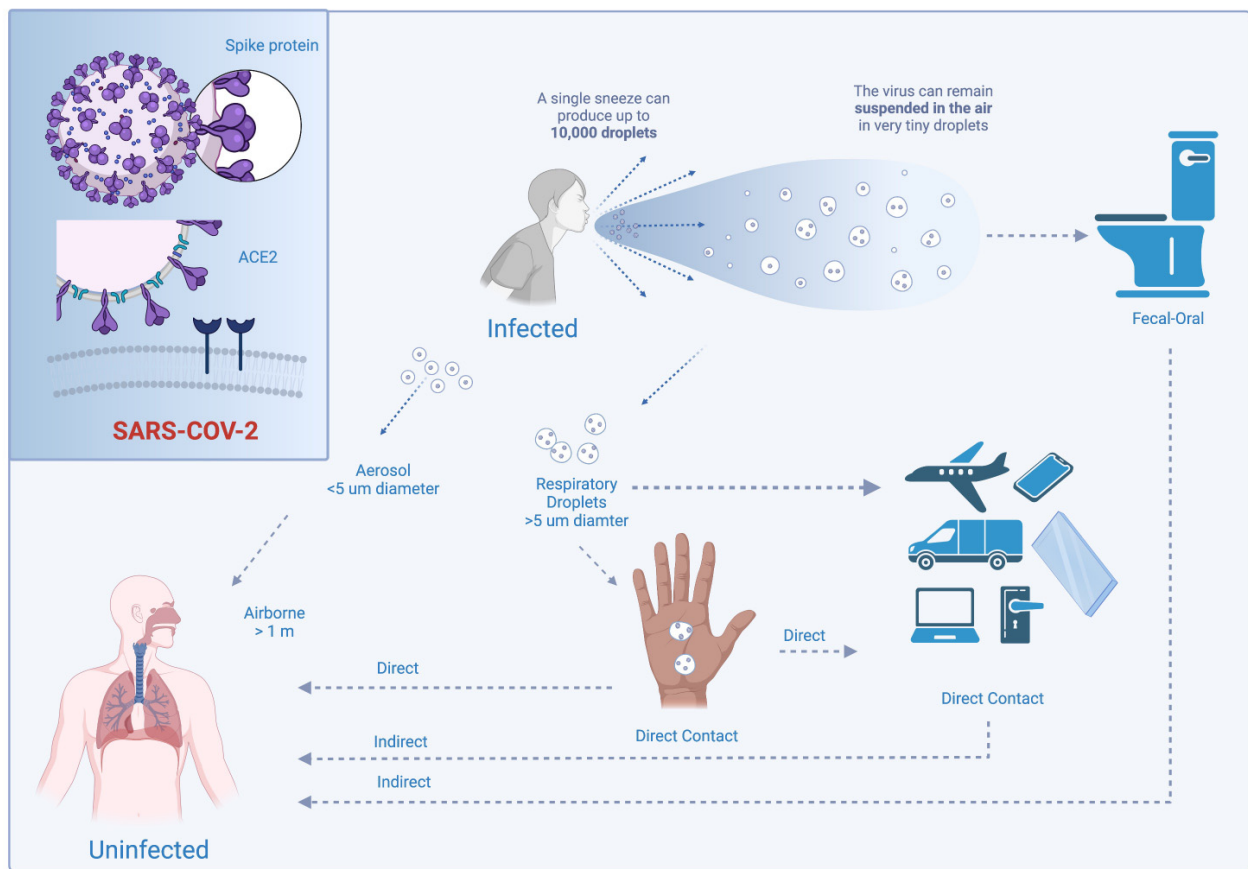 Spike protein
ACE2
SARS-COV-2
A single sneeze can
produce up to
10,000 droplets
The virus can remain
suspended in the air
in very tiny droplets
Infected
Fecal-Oral
Aerosol
<5 um diameter
Respiratory
Droplets
>5 um diamter
Airborne
> 1 m
Direct
Direct
Direct Contact
Direct Contact
Indirect
Indirect
Uninfected